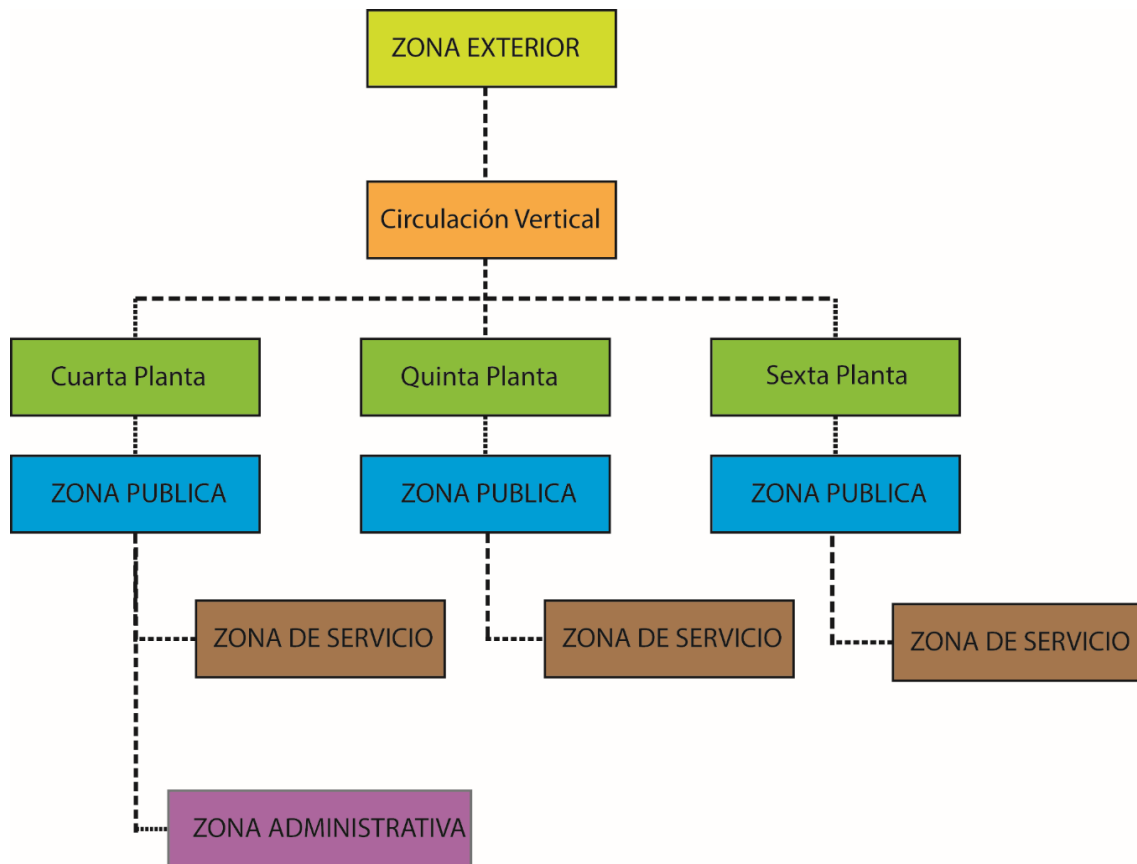 ZONA EXTERIOR
Circulación Vertical
Cuarta Planta
Quinta Planta
Sexta Planta
ZONA PUBLICA
ZONA PUBLICA
ZONA PUBLICA
ZONA DE SERVICIO
ZONA DE SERVICIO
ZONA DE SERVICIO
ZONA ADMINISTRATIVA